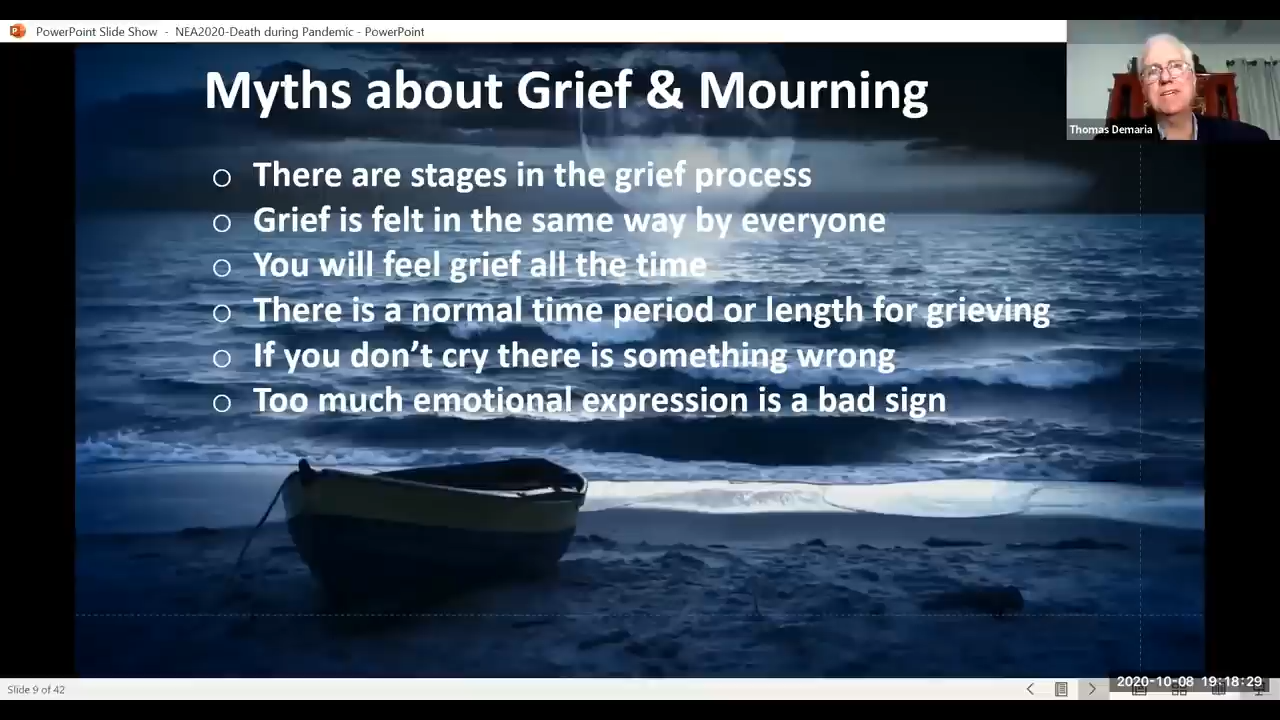 PowerPoint Slide Show - NEA2020-Death during Pandemic - PowerPoint
Thomas Demaria
Myths about Grief & Mourning
There are stages in the grief process
Grief is felt in the same way by everyone
You will feel grief all the time
There is a normal time period or length for grieving
If you don’t cry there is something wrong
Too much emotional expression is a bad sign
Slide 9 of 42
2020-10-08 19:18:29